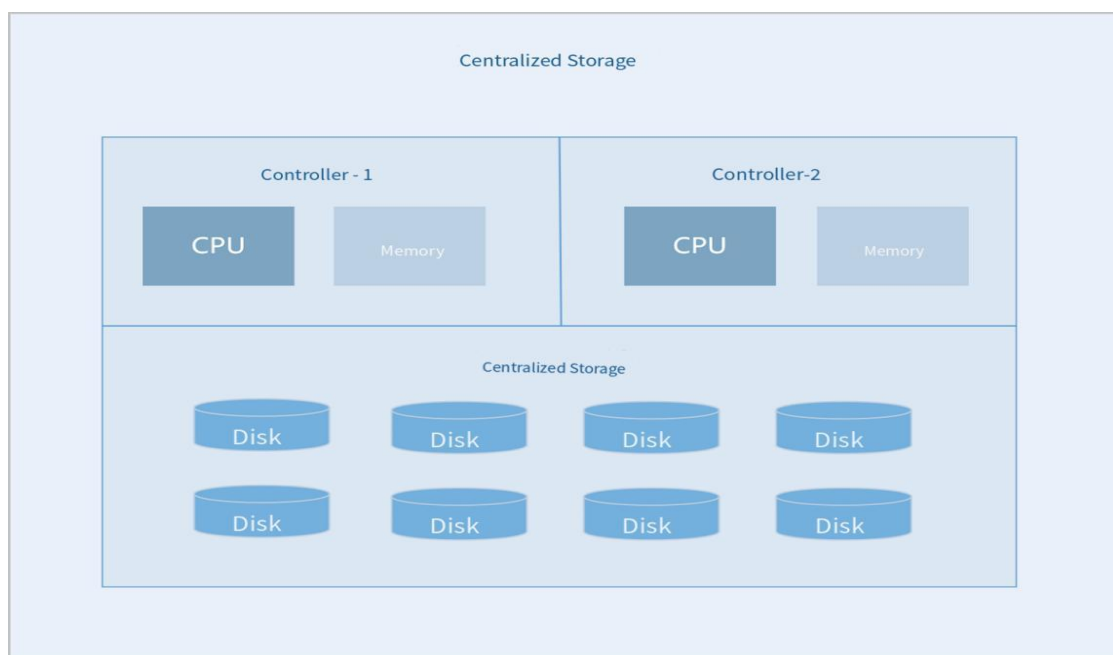 Centralized Storage
Controller - 1
Controller-2
CPU
Memory
CPU
Memory
Centralized Storage
Disk
Disk
Disk
Disk
Disk
Disk
Disk
Disk